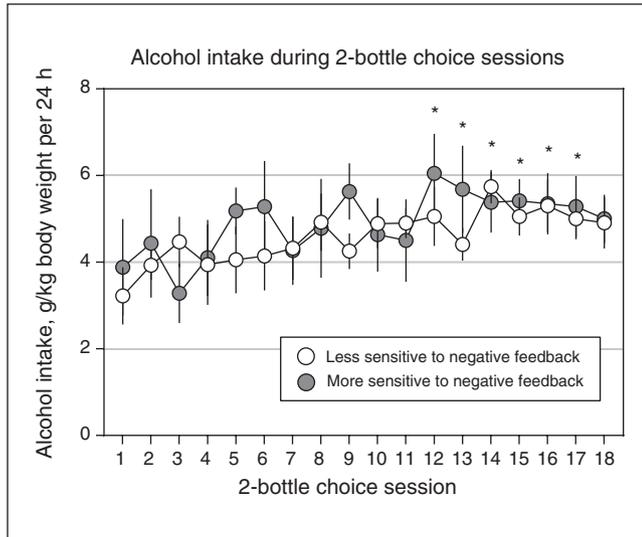 Alcohol intake during 2-bottle choice sessions
Alcohol intake, g/kg body weight per 24 h
8
6
4
2
0
* * * * * *
Less sensitive to negative feedback
More sensitive to negative feedback
1 2 3 4 5 6 7 8 9 10 11 12 13 14 15 16 17 18
2-bottle choice session